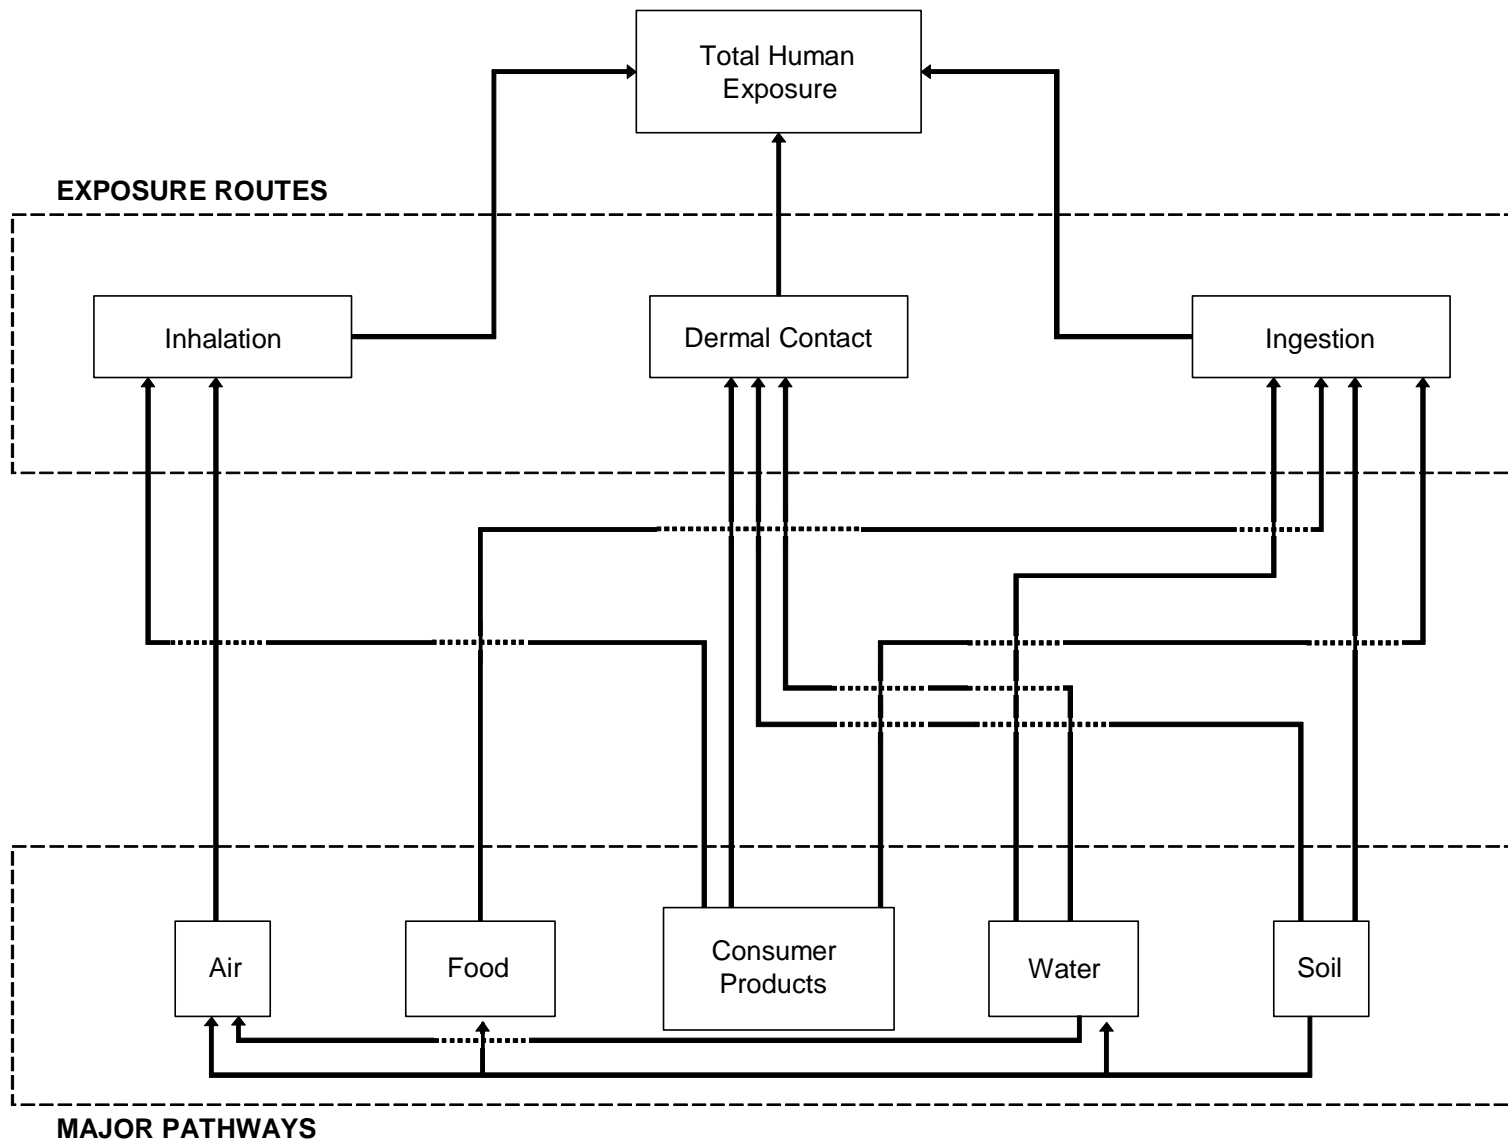 Total Human
Exposure
EXPOSURE ROUTES
Inhalation
Dermal Contact
Ingestion
Air
Food
Consumer
Products
Water
Soil
MAJOR PATHWAYS